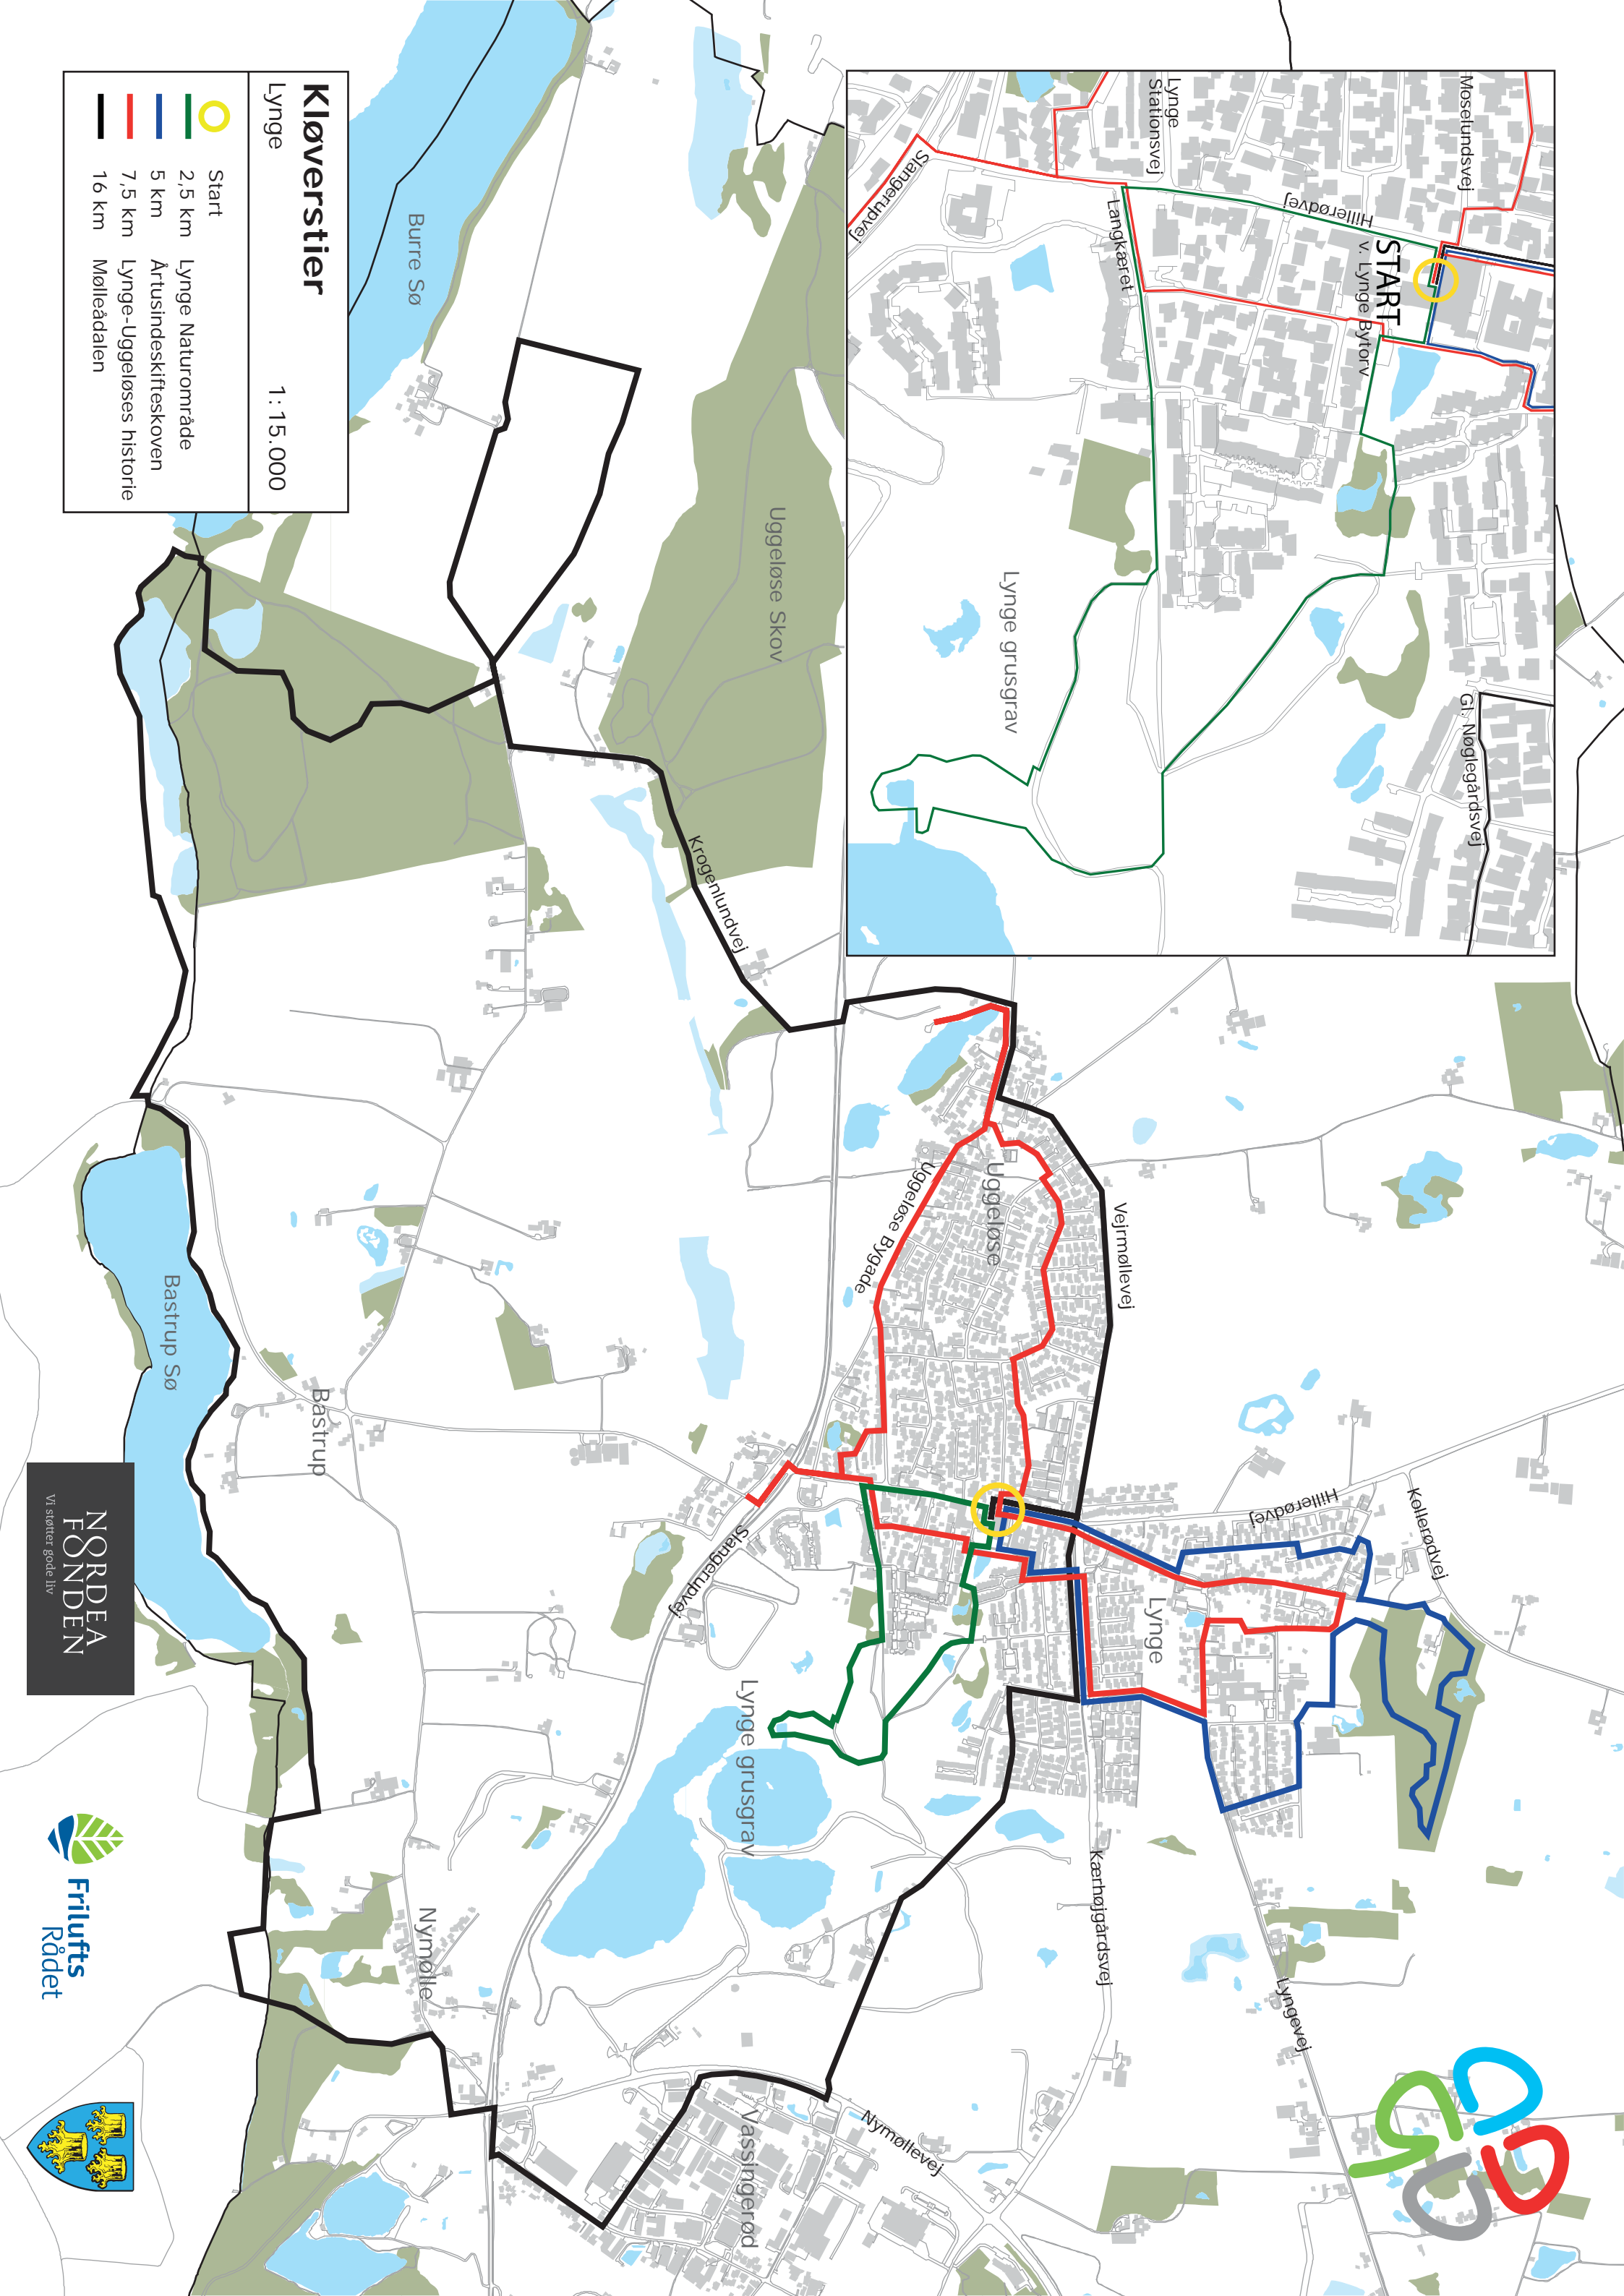 Kløverstier
Lynge 1:15.000
Start
2,5 km Lynge Naturområde
5 km Årtusindeskifteskoven
7,5 km Lynge-Uggeløses historie
16 km Mølleådalen
Moselundsvej
Lynge
Stationsvej
Hillerødvej
Slangerupvej
Langkæret
START
v. Lynge Bytorv
Gl. Nøglegårdsvej
Lynge grusgrav
Burre Sø
Uggeløse Skov
Krogenlundvej
Uggeløse
Uggeløse Bygade
Vejrmøllevej
Hillerødvej
Kollerødvej
Lynge
Slangerupvej
Lynge grusgrav
Kærhøjgårdsvej
Lyngevej
Bastrup Sø
Bastrup
Nymølle
Vassingerød
Nymøllevej
NORDEA
FONDEN
Vi støtter gode liv
Frilufts
Rådet